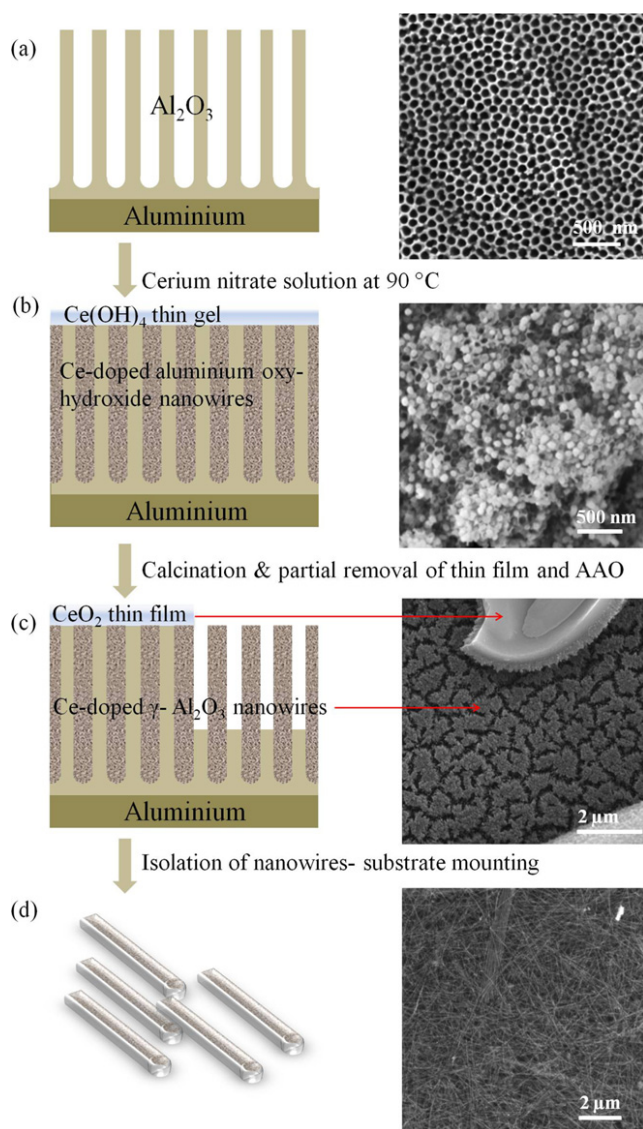 (a)
Al₂O₃
Aluminium
500 nm
Cerium nitrate solution at 90 °C
(b)
Ce(OH)₄ thin gel
Ce-doped aluminium oxy-
hydroxide nanowires
Aluminium
500 nm
Calcination & partial removal of thin film and AAO
(c)
CeO₂ thin film
Ce-doped γ- Al₂O₃ nanowires
Aluminium
2 μm
Isolation of nanowires- substrate mounting
(d)
2 μm